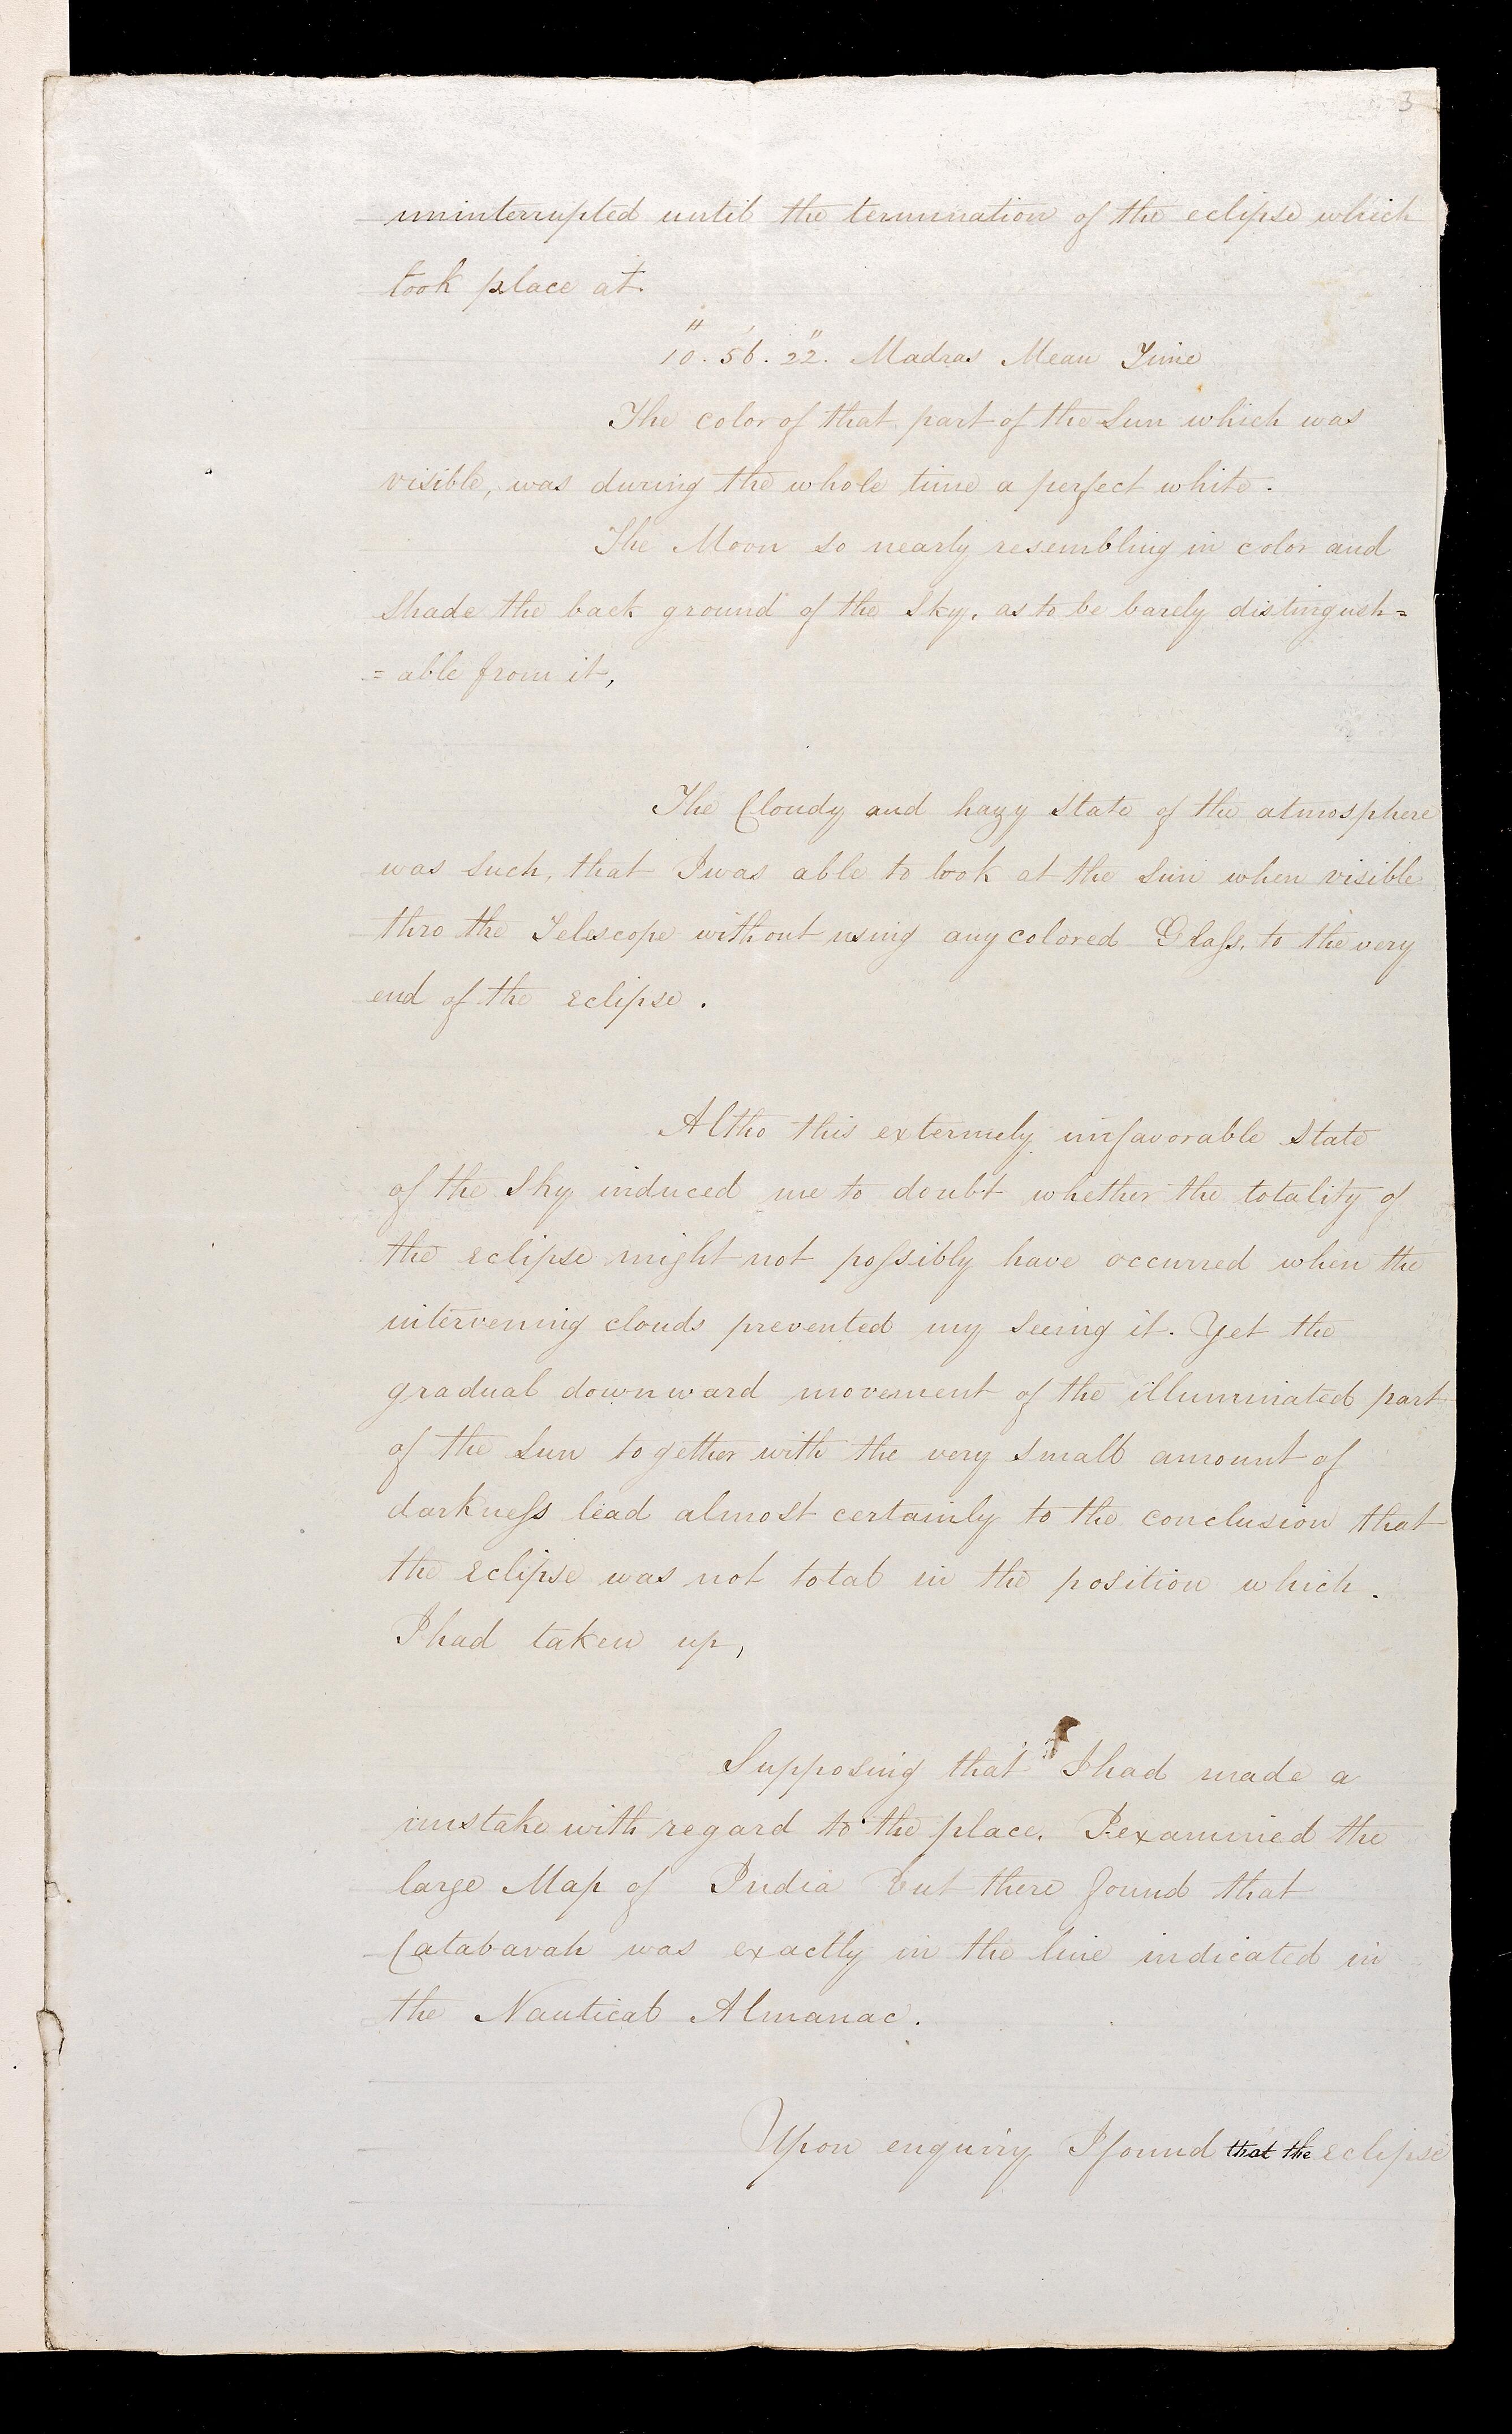 3
uninterrupted until the termination of the eclipse which
took place at
H ' "
10. 56. 22. Madras Mean Time
The color of that part of the Sun which was
visible, was during the whole time a perfect white.
The Moon so nearly resembling in color and
Shade the back ground of the Sky, as to be barely distingush=
=able from it,
The Cloudy and hazy State of the atmosphere
was such, that I was able to look at the Sun when visible
thro the Telescope without using any colored Glass, to the very
end of the Eclipse.
Altho this extermely unfavorable State
of the Sky induced me to doubt whether the totality of
the Eclipse might not possibly have occurred when the
intervening clouds prevented my Seeing it. Yet the
gradual downward movement of the illuminated part
of the Sun together with the very Small amount of
darkness lead almost certainly to the conclusion that
the Eclipse was not total in the position which.
I had taken up,
Supposing that I had made a
mistake with regard to the place. I examined the
large Map of India but there found that
Catabavah was exactly in the line indicated in
the Nautical Almanac.
Upon enquiry I found that the Eclipse